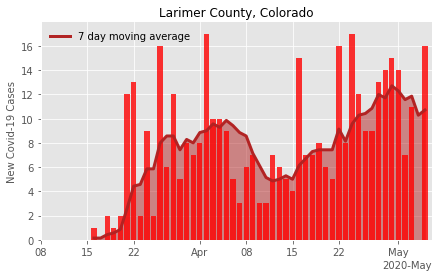 Larimer County, Colorado
7 day moving average
New Covid-19 Cases
16
14
12
10
8
6
4
2
0
08
15
22
Apr
08
15
22
May
2020-May